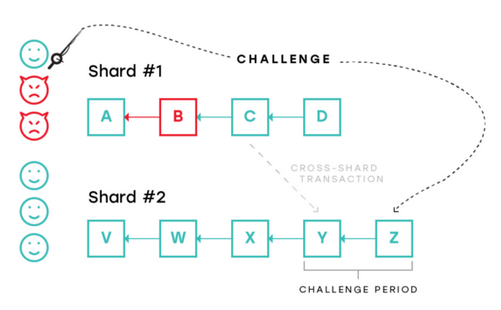 CHALLENGE
Shard #1
A B C D
CROSS-SHARD
TRANSACTION
Shard #2
V W X Y Z
CHALLENGE PERIOD